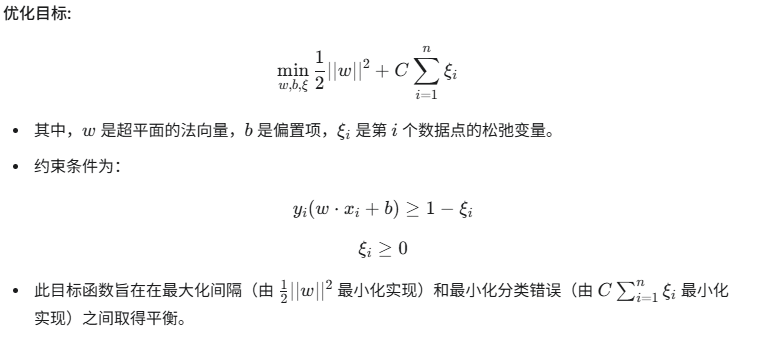 优化目标:
$$\min_{w,b,\xi} \frac{1}{2}||w||^2 + C\sum_{i=1}^{n}\xi_i$$
• 其中，$w$ 是超平面的法向量，$b$ 是偏置项，$\xi_i$ 是第 $i$ 个数据点的松弛变量。
• 约束条件为：
$$y_i(w \cdot x_i + b) \geq 1 - \xi_i$$
$$\xi_i \geq 0$$
• 此目标函数旨在在最大化间隔（由 $\frac{1}{2}||w||^2$ 最小化实现）和最小化分类错误（由 $C\sum_{i=1}^{n}\xi_i$ 最小化
实现）之间取得平衡。